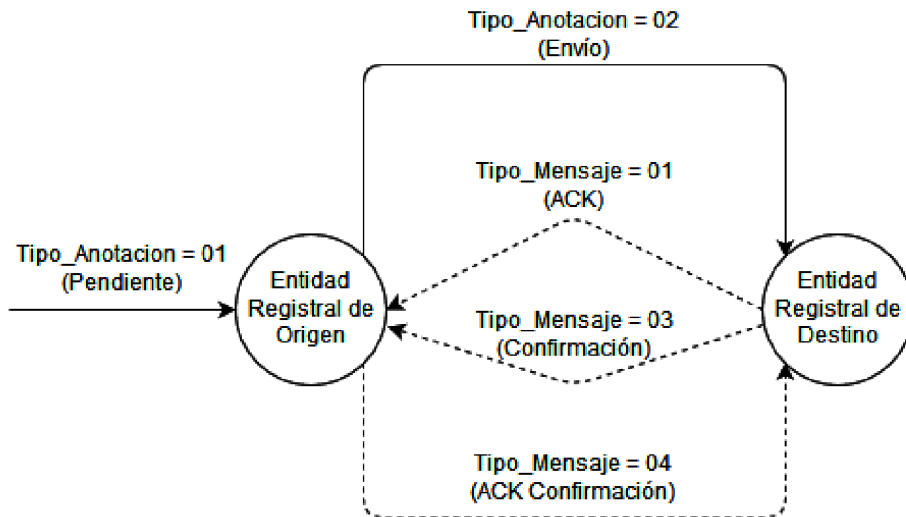 Tipo_Anotacion = 02
(Envío)
Tipo_Mensaje = 01
(ACK)
Tipo_Anotacion = 01
(Pendiente)
Entidad
Registral de
Origen
Entidad
Registral de
Destino
Tipo_Mensaje = 03
(Confirmación)
Tipo_Mensaje = 04
(ACK Confirmación)